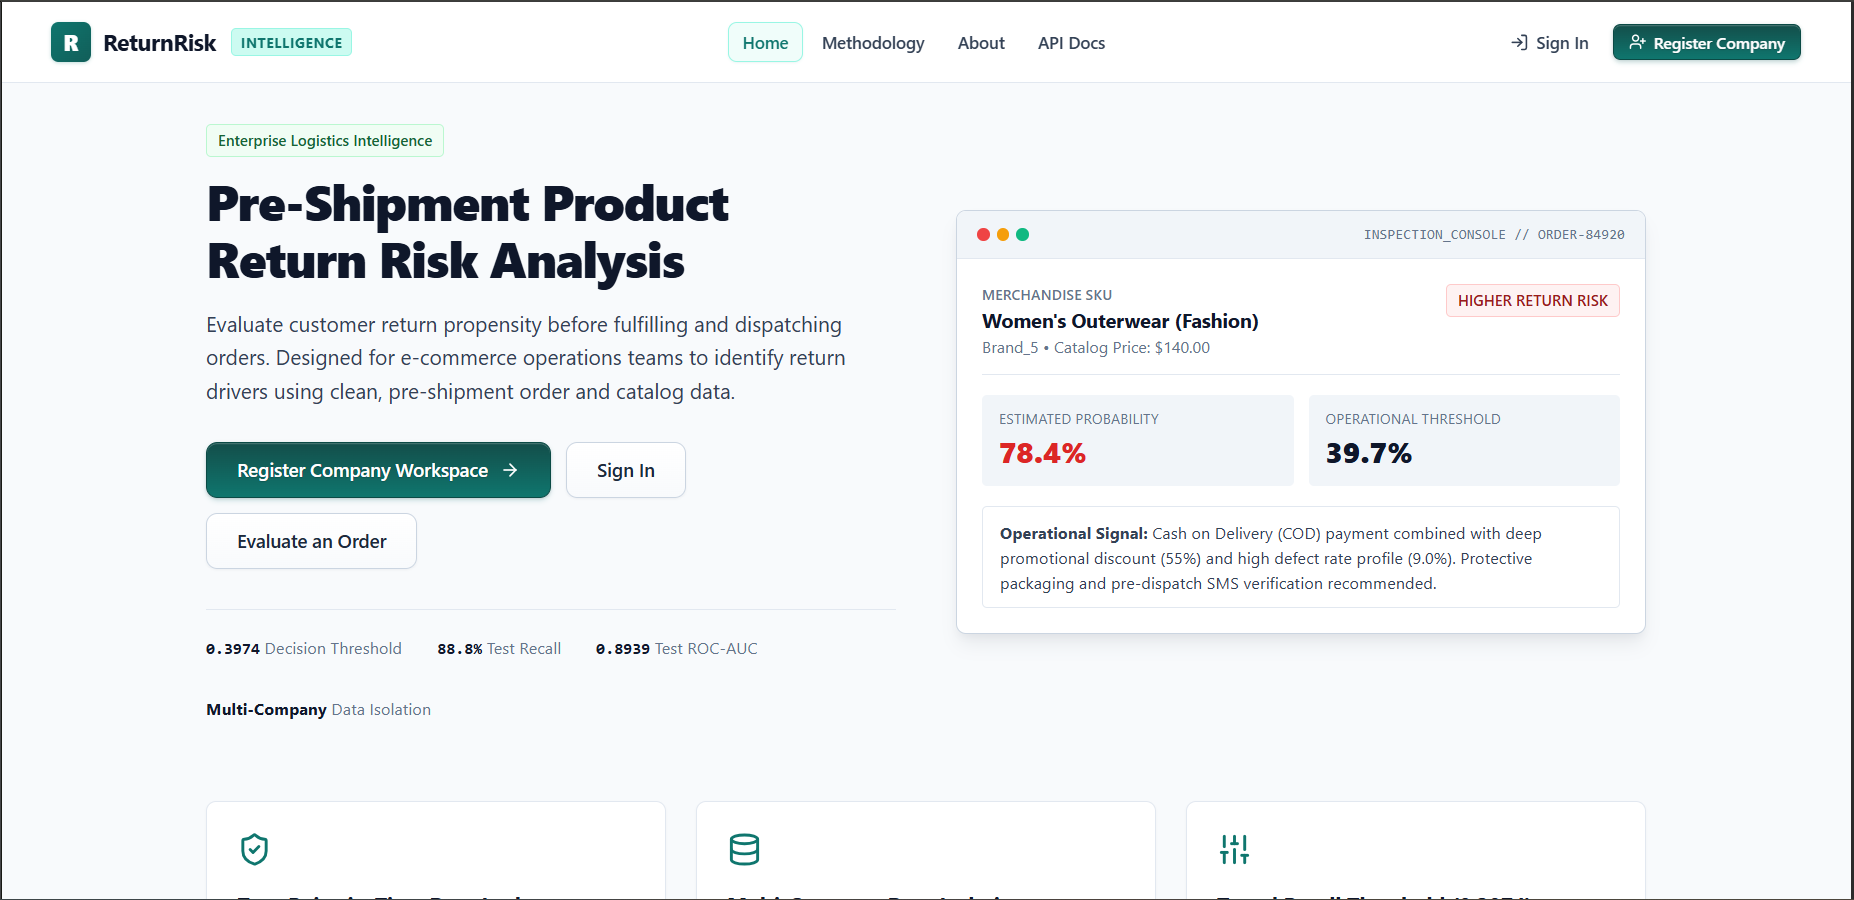 R ReturnRisk INTELLIGENCE
Home Methodology About API Docs
Sign In Register Company
Enterprise Logistics Intelligence
Pre-Shipment Product
Return Risk Analysis
Evaluate customer return propensity before fulfilling and dispatching
orders. Designed for e-commerce operations teams to identify return
drivers using clean, pre-shipment order and catalog data.
Register Company Workspace → Sign In
Evaluate an Order
0.3974 Decision Threshold 88.8% Test Recall 0.8939 Test ROC-AUC
Multi-Company Data Isolation
INSPECTION_CONSOLE // ORDER-84920
MERCHANDISE SKU
Women's Outerwear (Fashion)
Brand_5 • Catalog Price: $140.00
HIGHER RETURN RISK
ESTIMATED PROBABILITY
78.4%
OPERATIONAL THRESHOLD
39.7%
Operational Signal: Cash on Delivery (COD) payment combined with deep
promotional discount (55%) and high defect rate profile (9.0%). Protective
packaging and pre-dispatch SMS verification recommended.